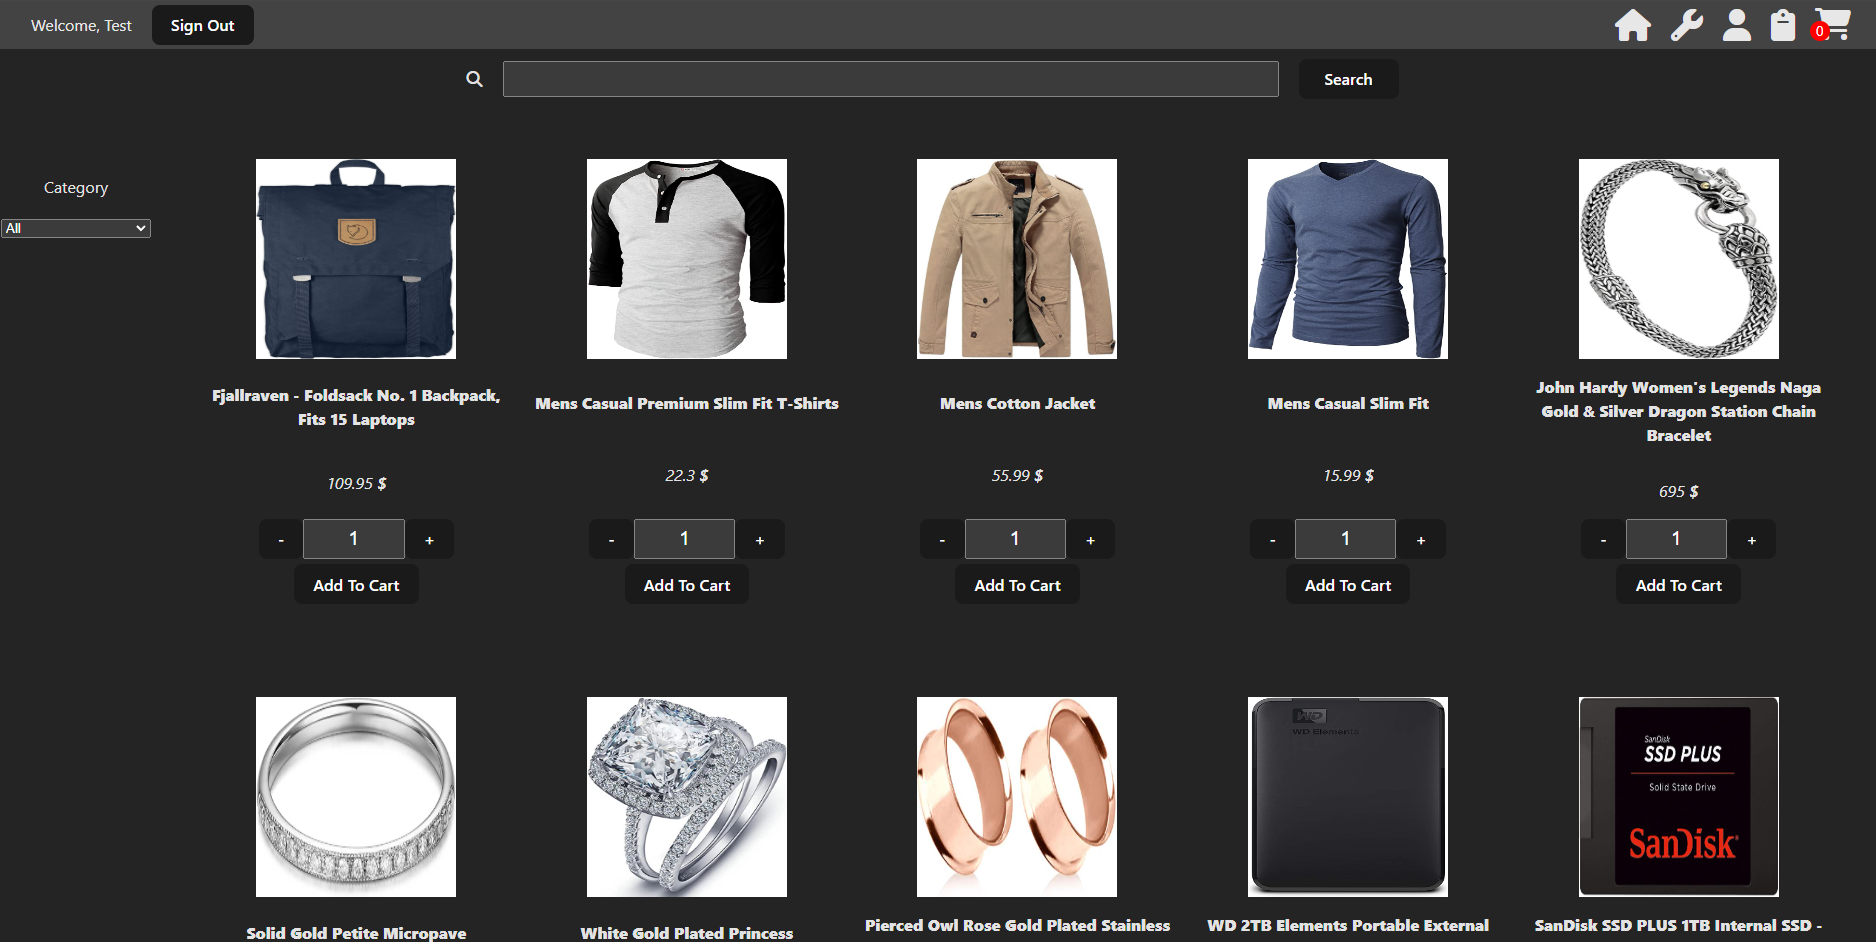 Welcome, Test
Sign Out
0
Search
Category
All
Fjallraven - Foldsack No. 1 Backpack,
Fits 15 Laptops
109.95 $
- 1 +
Add To Cart
Mens Casual Premium Slim Fit T-Shirts
22.3 $
- 1 +
Add To Cart
Mens Cotton Jacket
55.99 $
- 1 +
Add To Cart
Mens Casual Slim Fit
15.99 $
- 1 +
Add To Cart
John Hardy Women's Legends Naga
Gold & Silver Dragon Station Chain
Bracelet
695 $
- 1 +
Add To Cart
Solid Gold Petite Micropave
White Gold Plated Princess
Pierced Owl Rose Gold Plated Stainless
WD
WD Elements
WD 2TB Elements Portable External
SanDisk
SSD PLUS
Solid State Drive
SanDisk
SanDisk SSD PLUS 1TB Internal SSD -